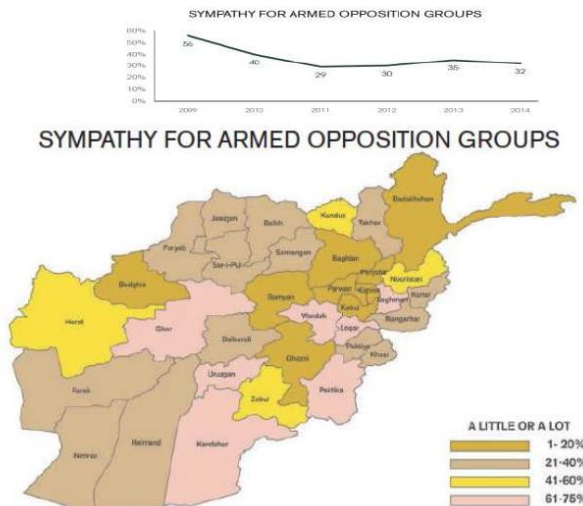 SYMPATHY FOR ARMED OPPOSITION GROUPS
60%
50%
40%
30%
20%
10%
0%
56
40
29
30
35
32
2009
2010
2011
2012
2013
2014
SYMPATHY FOR ARMED OPPOSITION GROUPS
Badakhshan
Kunduz
Takhar
Jawzjan
Balkh
Faryab
Samangan
Sar-i-Pul
Baghlan
Panjshir
Nooristan
Badghis
Bamyan
Parwan
Kapisa
Laghman
Kunar
Kabul
Nangarhar
Herat
Ghor
Wardak
Logar
Daikundi
Paktiya
Khost
Ghazni
Uruzgan
Paktika
Farah
Zabul
Nimroz
Helmand
Kandahar
A LITTLE OR A LOT
1- 20%
21-40%
41-60%
61-75%